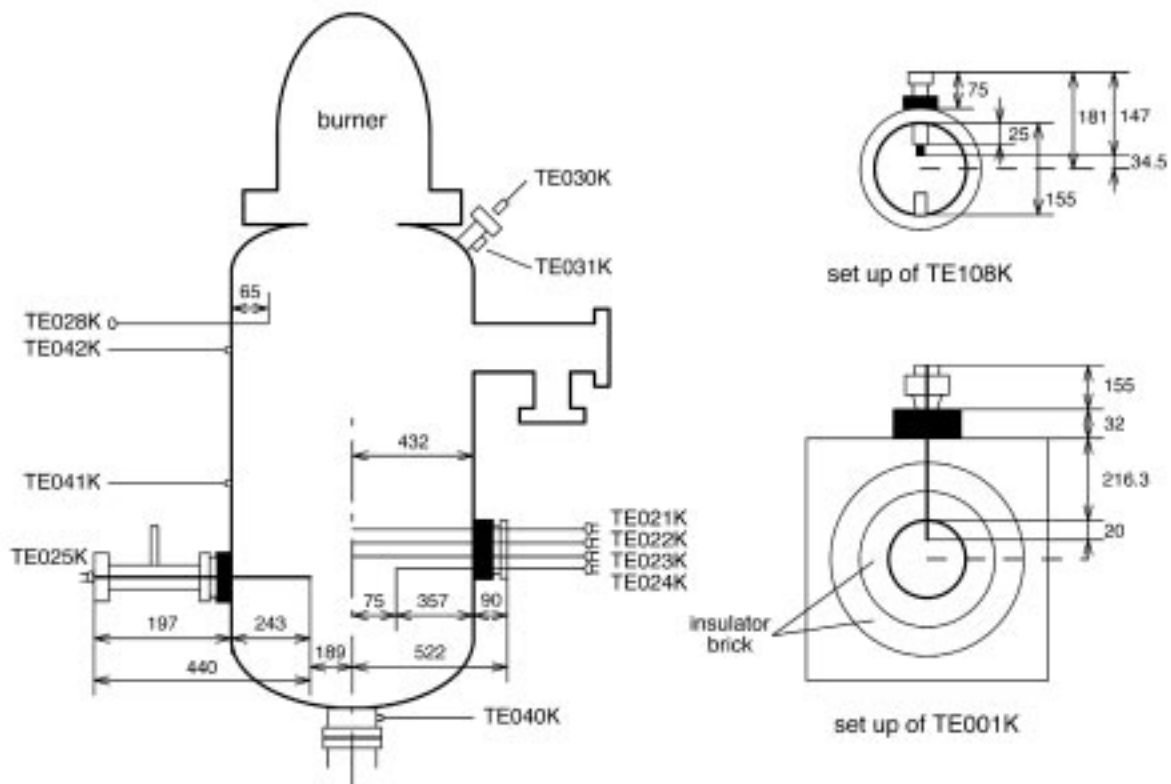 burner
TE030K
TE031K
65
TE028K
TE042K
432
TE041K
TE021K
TE022K
TE023K
TE024K
TE025K
75
357
90
197
243
189
522
440
TE040K
75
25
181
147
34.5
155
set up of TE108K
155
32
216.3
20
insulator
brick
set up of TE001K